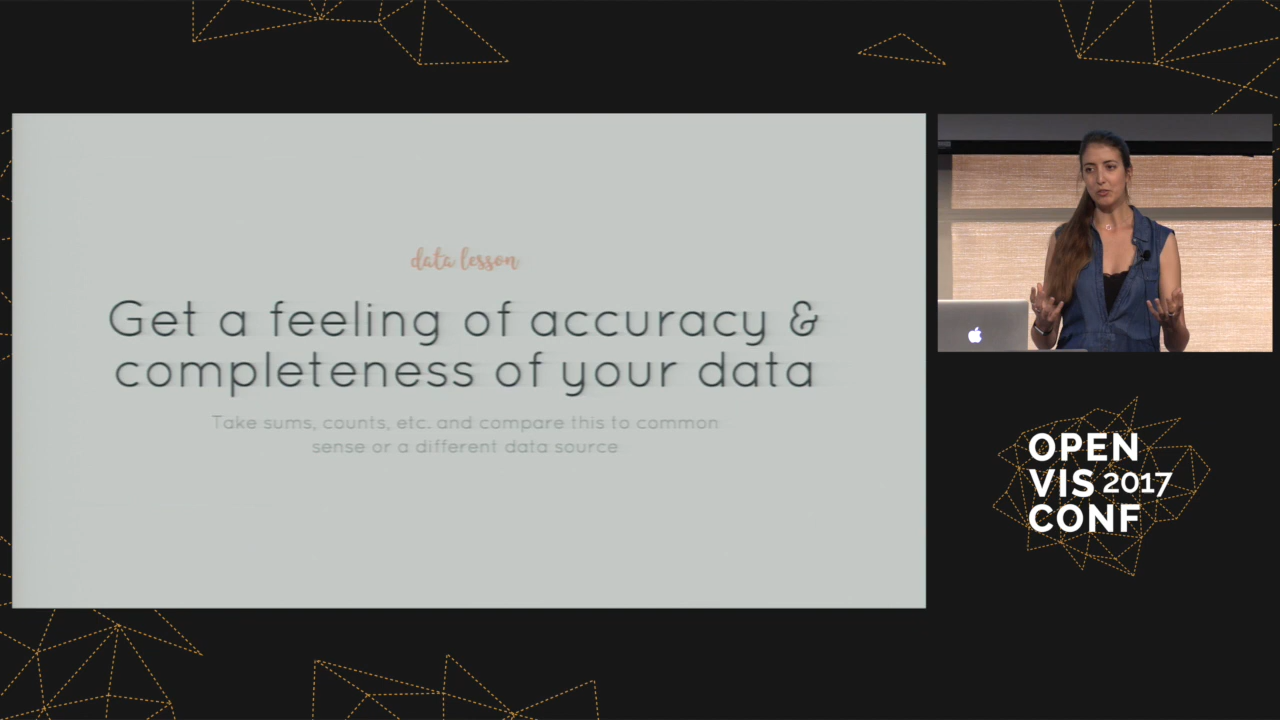 data lesson
Get a feeling of accuracy &
completeness of your data
Take sums, counts, etc. and compare this to common
sense or a different data source
OPEN
VIS 2017
CONF